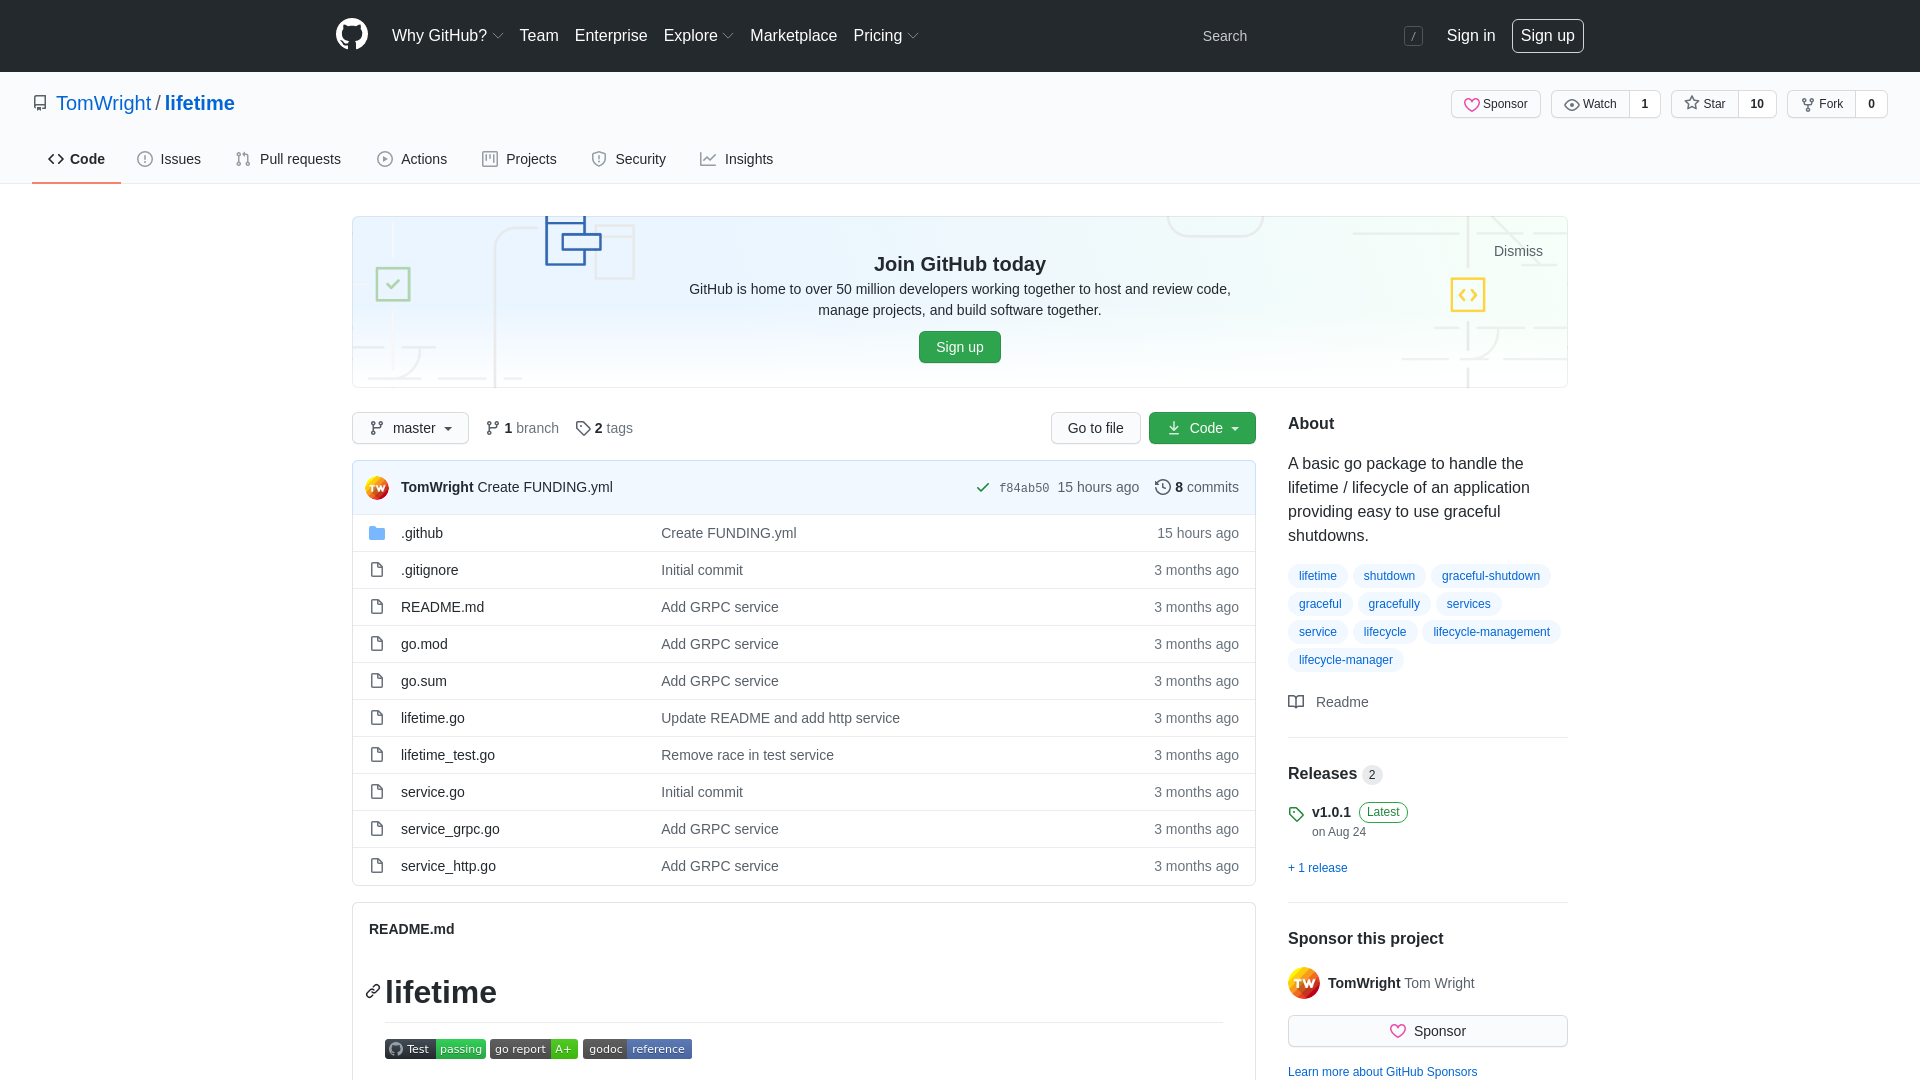 Why GitHub? Team Enterprise Explore Marketplace Pricing Search / Sign in Sign up
TomWright / lifetime Sponsor Watch 1 Star 10 Fork 0
Code Issues Pull requests Actions Projects Security Insights
Dismiss
Join GitHub today
GitHub is home to over 50 million developers working together to host and review code,
manage projects, and build software together.
Sign up
master 1 branch 2 tags Go to file Code
TomWright Create FUNDING.yml f84ab50 15 hours ago 8 commits
.github Create FUNDING.yml 15 hours ago
.gitignore Initial commit 3 months ago
README.md Add GRPC service 3 months ago
go.mod Add GRPC service 3 months ago
go.sum Add GRPC service 3 months ago
lifetime.go Update README and add http service 3 months ago
lifetime_test.go Remove race in test service 3 months ago
service.go Initial commit 3 months ago
service_grpc.go Add GRPC service 3 months ago
service_http.go Add GRPC service 3 months ago
README.md
lifetime
Test passing go report A+ godoc reference
About
A basic go package to handle the
lifetime / lifecycle of an application
providing easy to use graceful
shutdowns.
lifetime shutdown graceful-shutdown
graceful gracefully services
service lifecycle lifecycle-management
lifecycle-manager
Readme
Releases 2
v1.0.1 Latest
on Aug 24
+ 1 release
Sponsor this project
TW TomWright Tom Wright
Sponsor
Learn more about GitHub Sponsors